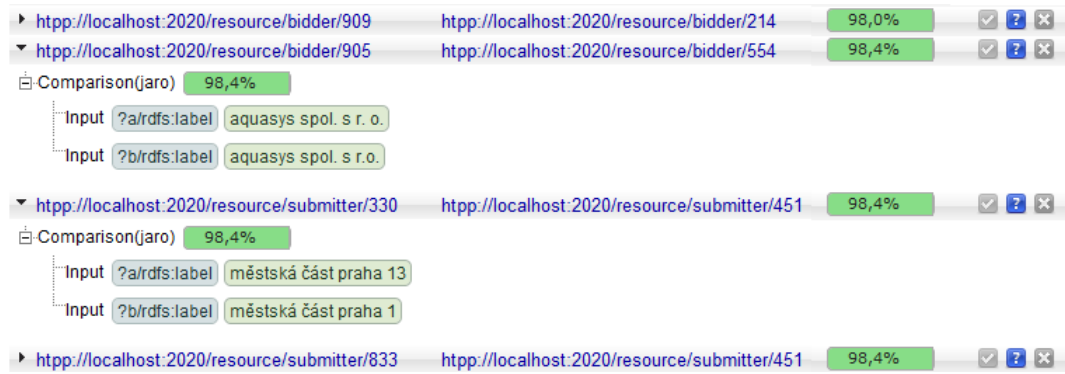 htpp://localhost:2020/resource/bidder/909 htpp://localhost:2020/resource/bidder/214 98,0%
htpp://localhost:2020/resource/bidder/905 htpp://localhost:2020/resource/bidder/554 98,4%
Comparison(jaro) 98,4%
Input ?a/rdfs:label aquasys spol. s r. o.
Input ?b/rdfs:label aquasys spol. s r.o.
htpp://localhost:2020/resource/submitter/330 htpp://localhost:2020/resource/submitter/451 98,4%
Comparison(jaro) 98,4%
Input ?a/rdfs:label městská část praha 13
Input ?b/rdfs:label městská část praha 1
htpp://localhost:2020/resource/submitter/833 htpp://localhost:2020/resource/submitter/451 98,4%